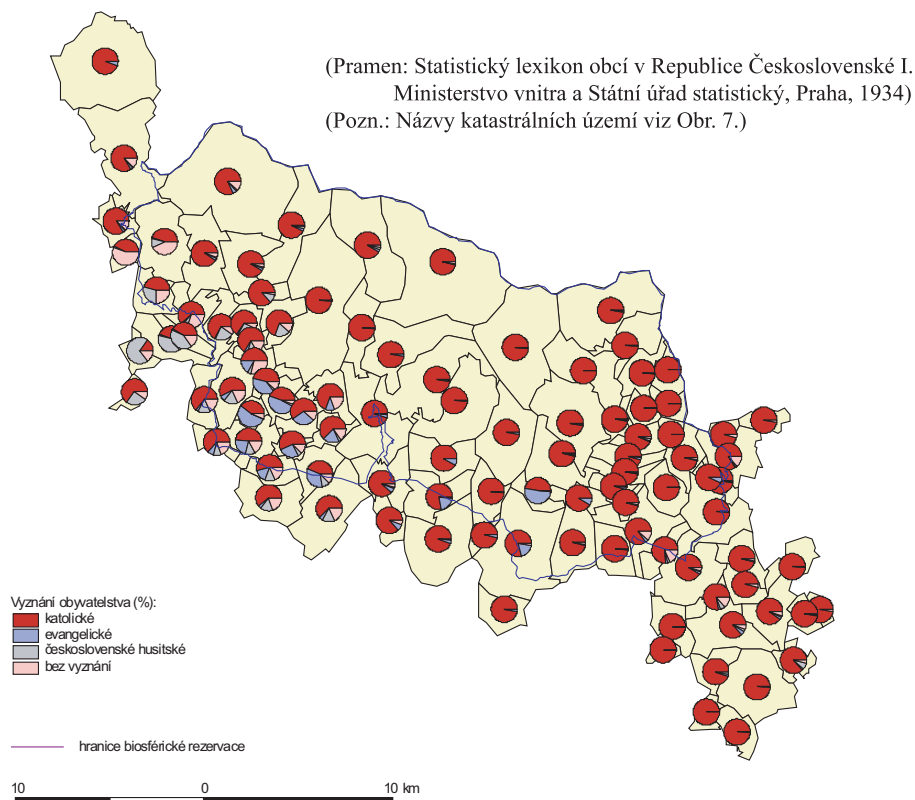 (Pramen: Statistický lexikon obcí v Republice Československé I.
Ministerstvo vnitra a Státní úřad statistický, Praha, 1934)
(Pozn.: Názvy katastrálních území viz Obr. 7.)
Vyznání obyvatelstva (%):
katolické
evangelické
československé husitské
bez vyznání
hranice biosférické rezervace
10 0 10 km